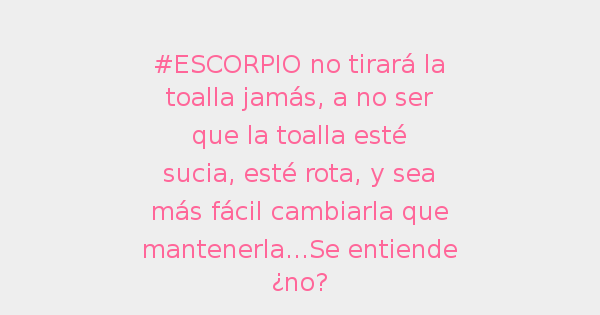 #ESCORPIO no tirará la
toalla jamás, a no ser
que la toalla esté
sucia, esté rota, y sea
más fácil cambiarla que
mantenerla...Se entiende
¿no?